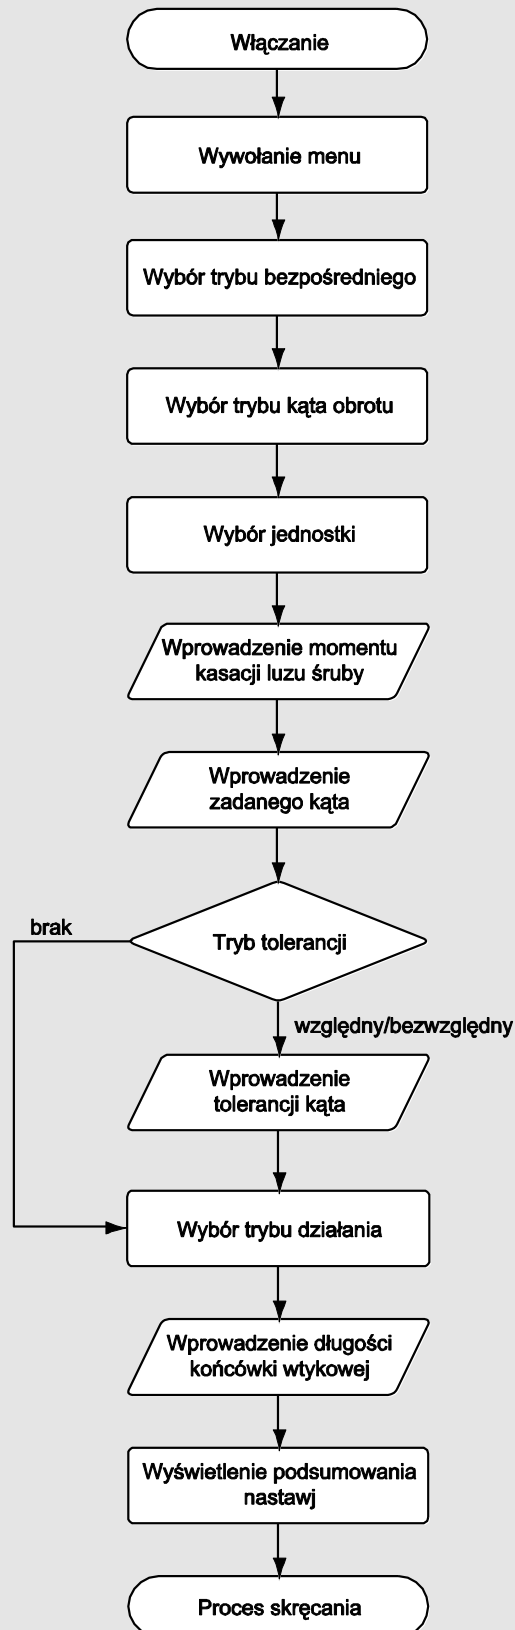 Włączanie
Wywołanie menu
Wybór trybu bezpośredniego
Wybór trybu kąta obrotu
Wybór jednostki
Wprowadzenie momentu
kasacji luzu śruby
Wprowadzenie
zadanego kąta
brak
Tryb tolerancji
względny/bezwzględny
Wprowadzenie
tolerancji kąta
Wybór trybu działania
Wprowadzenie długości
końcówki wtykowej
Wyświetlenie podsumowania
nastawj
Proces skręcania